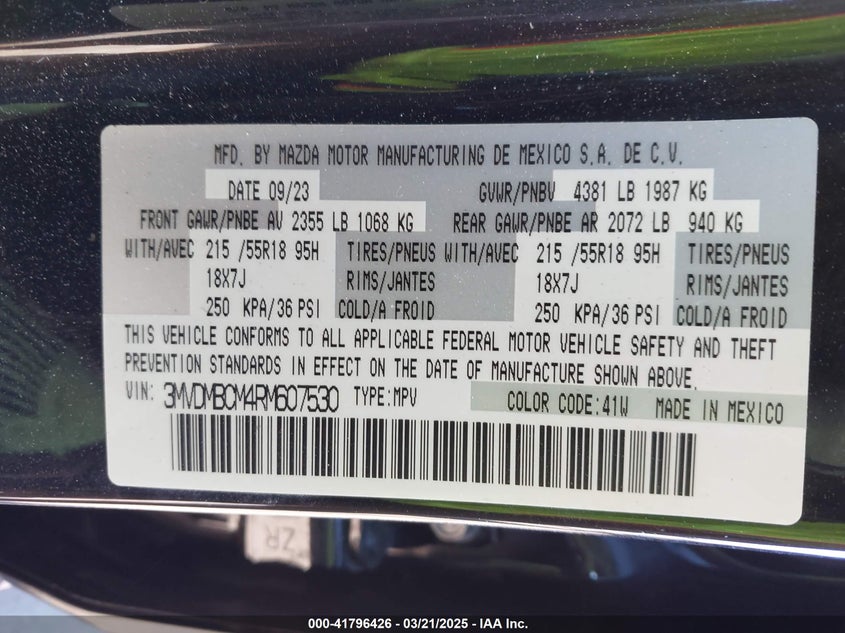 MFD. BY MAZDA MOTOR MANUFACTURING DE MEXICO S.A. DE C.V.
DATE 09/23 GVWR/PNBV 4381 LB 1987 KG
FRONT GAWR/PNBE AV 2355 LB 1068 KG REAR GAWR/PNBE AR 2072 LB 940 KG
WITH/AVEC 215 /55R18 95H TIRES/PNEUS WITH/AVEC 215 /55R18 95H TIRES/PNEUS
18X7J RIMS/JANTES 18X7J RIMS/JANTES
250 KPA/36 PSI COLD/A FROID 250 KPA/36 PSI COLD/A FROID
THIS VEHICLE CONFORMS TO ALL APPLICABLE FEDERAL MOTOR VEHICLE SAFETY AND THEFT
PREVENTION STANDARDS IN EFFECT ON THE DATE OF MANUFACTURE SHOWN ABOVE.
VIN: 3MVDMBCM4RM607530 TYPE:MPV COLOR CODE:41W MADE IN MEXICO
ZR
000-41796426 - 03/21/2025 - IAA Inc.